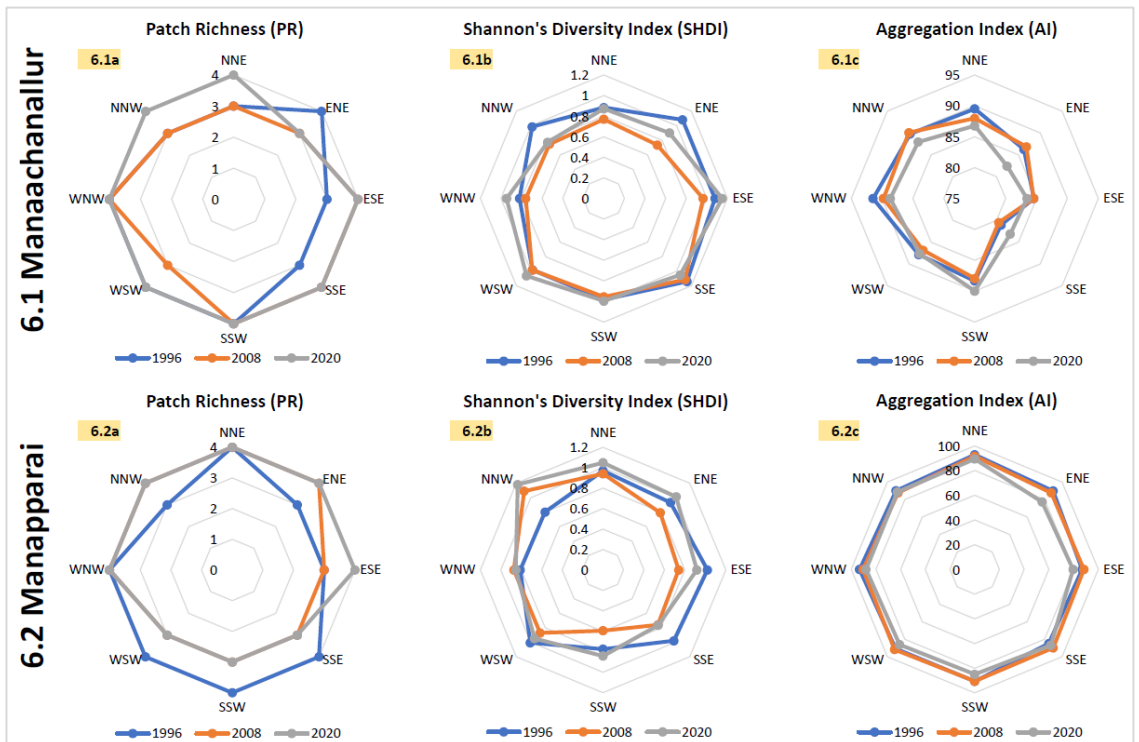 6.1 Manaachanallur
Patch Richness (PR)
6.1a
NNE
ENE
ESE
SSE
SSW
WSW
WNW
NNW
4
3
2
1
0
1996 2008 2020
Shannon's Diversity Index (SHDI)
6.1b
NNE
ENE
ESE
SSE
SSW
WSW
WNW
NNW
1.2
1
0.8
0.6
0.4
0.2
0
1996 2008 2020
Aggregation Index (AI)
6.1c
NNE
ENE
ESE
SSE
SSW
WSW
WNW
NNW
95
90
85
80
75
1996 2008 2020
6.2 Manapparai
Patch Richness (PR)
6.2a
NNE
ENE
ESE
SSE
SSW
WSW
WNW
NNW
4
3
2
1
0
1996 2008 2020
Shannon's Diversity Index (SHDI)
6.2b
NNE
ENE
ESE
SSE
SSW
WSW
WNW
NNW
1.2
1
0.8
0.6
0.4
0.2
0
1996 2008 2020
Aggregation Index (AI)
6.2c
NNE
ENE
ESE
SSE
SSW
WSW
WNW
NNW
100
80
60
40
20
0
1996 2008 2020